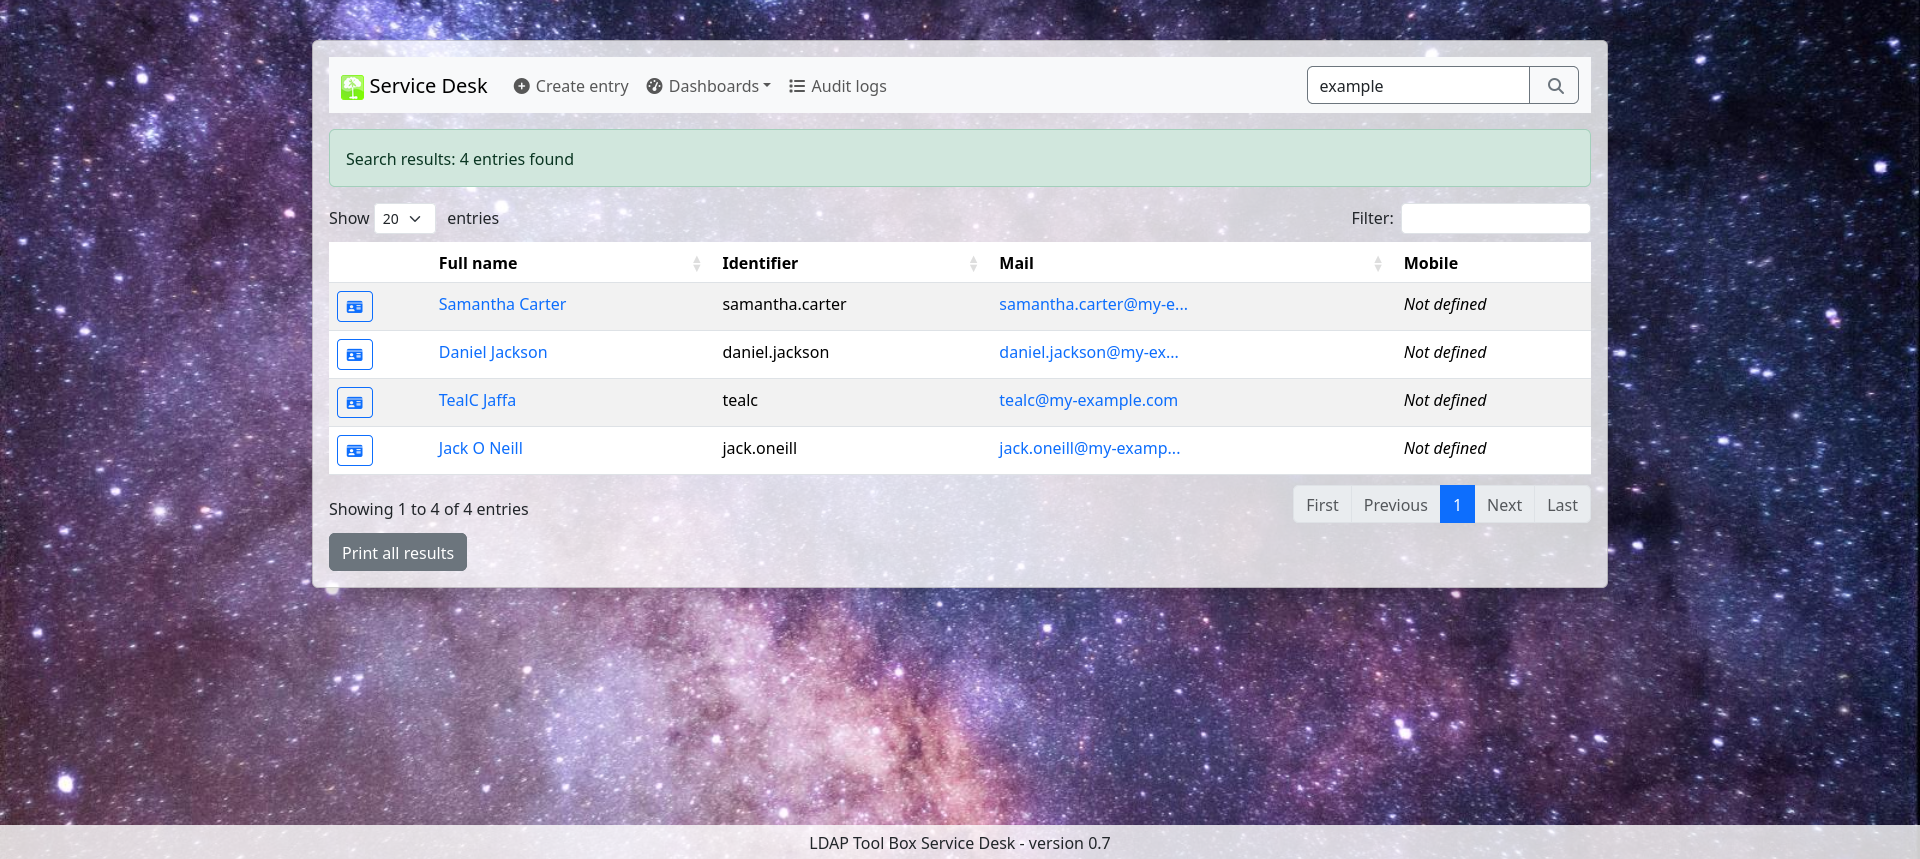 Service Desk Create entry Dashboards Audit logs example
Search results: 4 entries found
Show 20 entries Filter:
Full name Identifier Mail Mobile
Samantha Carter samantha.carter samantha.carter@my-e... Not defined
Daniel Jackson daniel.jackson daniel.jackson@my-ex... Not defined
TealC Jaffa tealc tealc@my-example.com Not defined
Jack O Neill jack.oneill jack.oneill@my-examp... Not defined
Showing 1 to 4 of 4 entries First Previous 1 Next Last
Print all results
LDAP Tool Box Service Desk - version 0.7